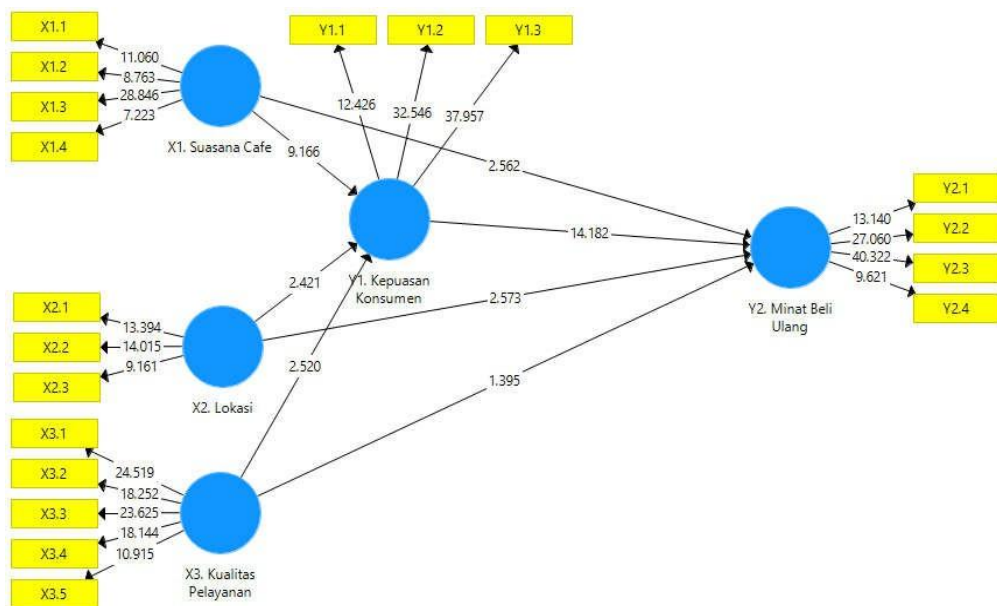 X1.1
X1.2
X1.3
X1.4
11.060
8.763
28.846
7.223
X1. Suasana Cafe
Y1.1
Y1.2
Y1.3
12.426
32.546
37.957
9.166
2.562
Y1. Kepuasan
Konsumen
14.182
Y2.1
Y2.2
Y2.3
Y2.4
13.140
27.060
40.322
9.621
Y2. Minat Beli
Ulang
2.421
2.573
X2.1
X2.2
X2.3
13.394
14.015
9.161
X2. Lokasi
2.520
1.395
X3.1
X3.2
X3.3
X3.4
X3.5
24.519
18.252
23.625
18.144
10.915
X3. Kualitas
Pelayanan